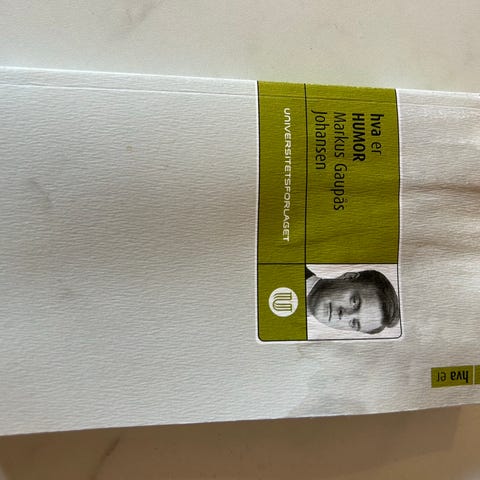 hva er
HUMOR
Markus Gaupås
Johansen
UNIVERSITETSFORLAGET
hva er